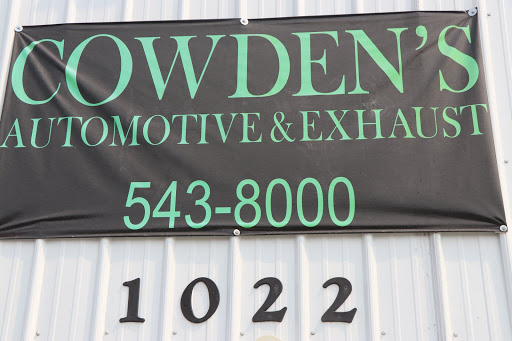 COWDEN'S
AUTOMOTIVE & EXHAUST
543-8000
1022